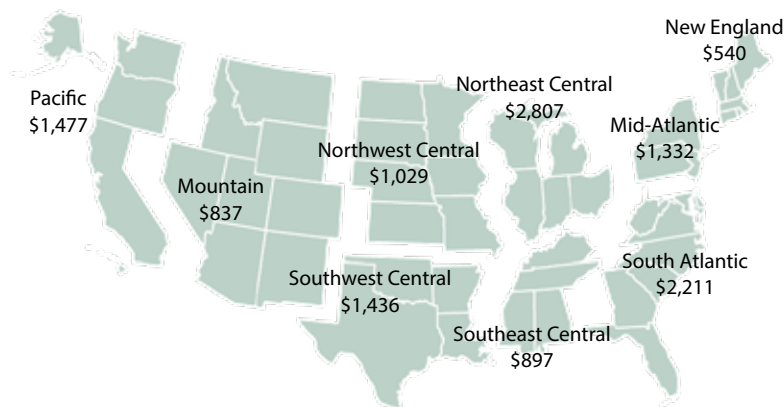 New England
$540
Northeast Central
$2,807
Pacific
$1,477
Mid-Atlantic
$1,332
Northwest Central
$1,029
Mountain
$837
South Atlantic
$2,211
Southwest Central
$1,436
Southeast Central
$897